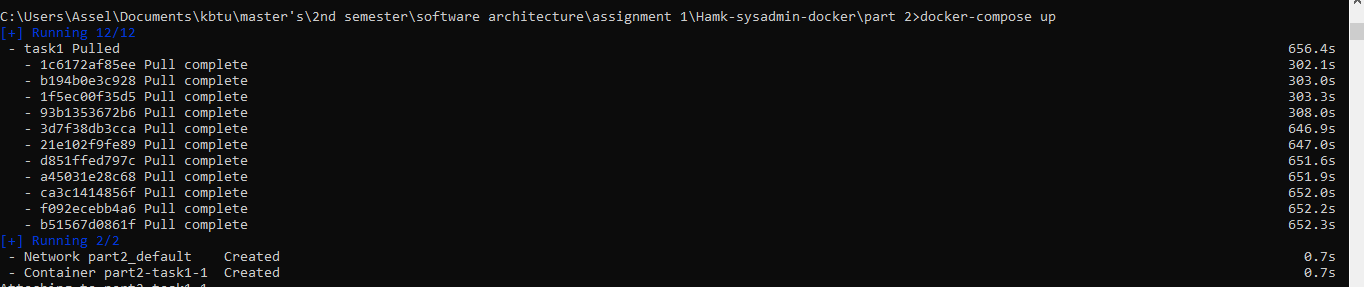 C:\Users\Assel\Documents\kbtu\master's\2nd semester\software architecture\assignment 1\Hamk-sysadmin-docker\part 2>docker-compose up
[+] Running 12/12
- task1 Pulled 656.4s
- 1c6172af85ee Pull complete 302.1s
- b194b0e3c928 Pull complete 303.0s
- 1f5ec00f35d5 Pull complete 303.3s
- 93b1353672b6 Pull complete 308.0s
- 3d7f38db3cca Pull complete 646.9s
- 21e102f9fe89 Pull complete 647.0s
- d851ffed797c Pull complete 651.6s
- a45031e28c68 Pull complete 651.9s
- ca3c1414856f Pull complete 652.0s
- f092ecebb4a6 Pull complete 652.2s
- b51567d0861f Pull complete 652.3s
[+] Running 2/2
- Network part2_default Created 0.7s
- Container part2-task1-1 Created 0.7s
Attaching to part2-task1-1